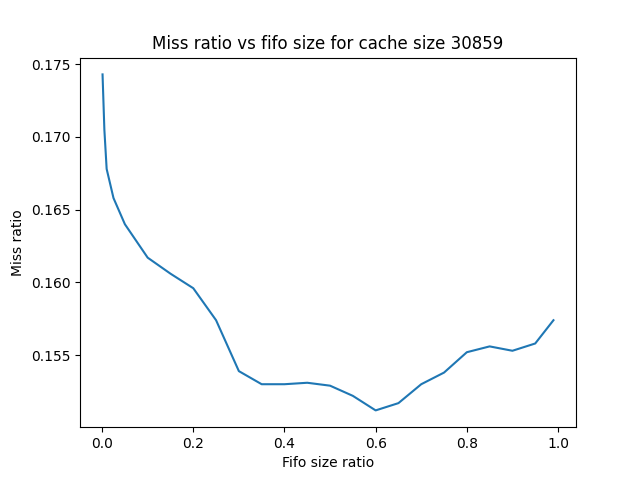 Miss ratio vs fifo size for cache size 30859
0.175
0.170
0.165
0.160
0.155
Miss ratio
0.0 0.2 0.4 0.6 0.8 1.0
Fifo size ratio